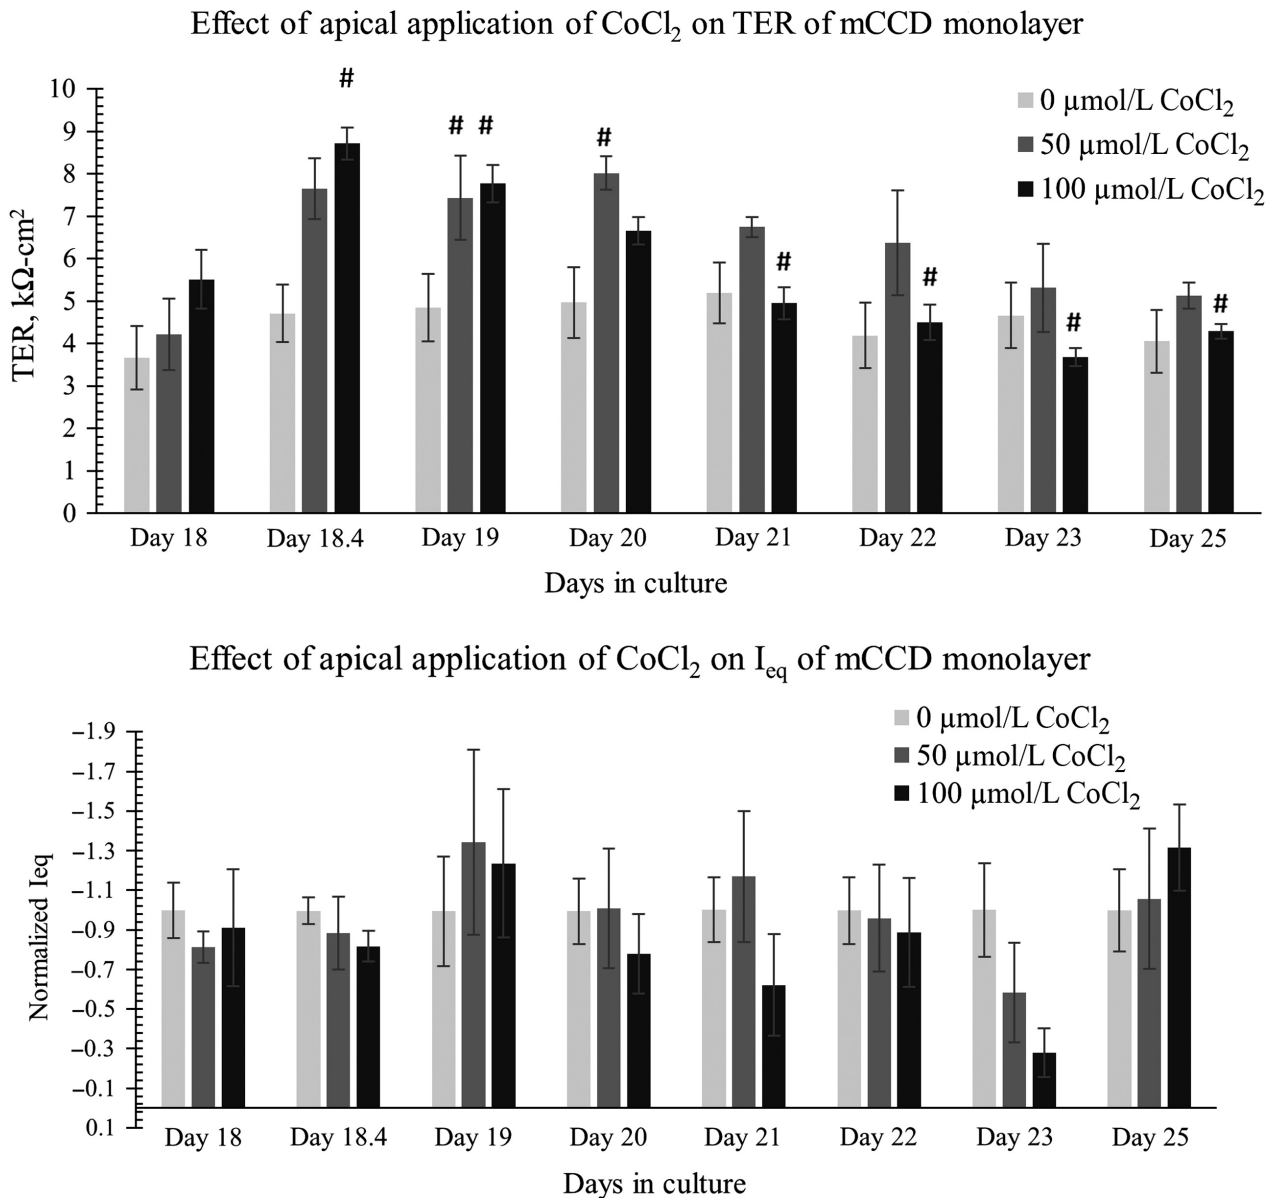 Effect of apical application of CoCl₂ on TER of mCCD monolayer
TER, kΩ-cm²
10
9
8
7
6
5
4
3
2
1
0
#
# #
#
#
#
#
#
0 µmol/L CoCl₂
50 µmol/L CoCl₂
100 µmol/L CoCl₂
Day 18 Day 18.4 Day 19 Day 20 Day 21 Day 22 Day 23 Day 25
Days in culture
Effect of apical application of CoCl₂ on Ieq of mCCD monolayer
Normalized Ieq
–1.9
–1.7
–1.5
–1.3
–1.1
–0.9
–0.7
–0.5
–0.3
–0.1
0.1
0 µmol/L CoCl₂
50 µmol/L CoCl₂
100 µmol/L CoCl₂
Day 18 Day 18.4 Day 19 Day 20 Day 21 Day 22 Day 23 Day 25
Days in culture